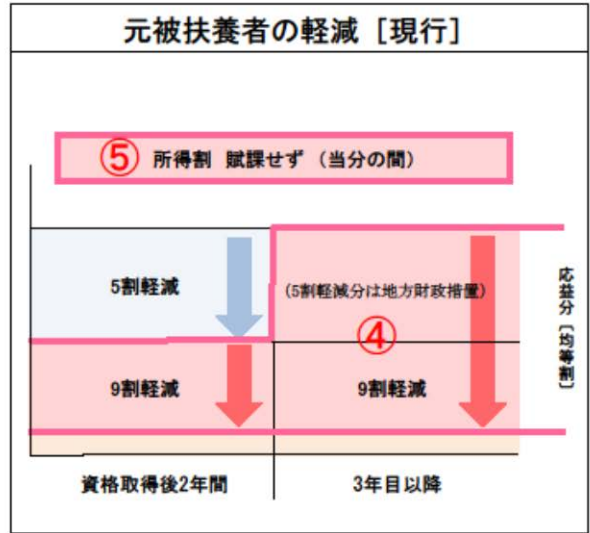 元被扶養者の軽減［現行］
⑤ 所得割 賦課せず（当分の間）
5割軽減
(5割軽減分は地方財政措置)
④
9割軽減
9割軽減
応益分〔均等割〕
資格取得後2年間
3年目以降